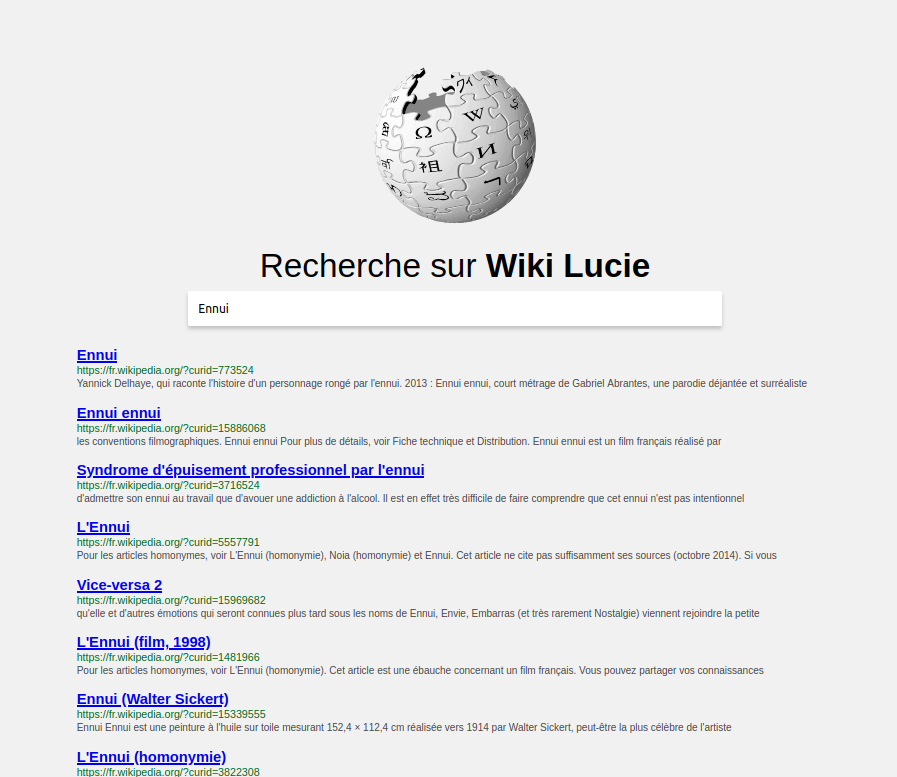 Ω W И 祖
Recherche sur Wiki Lucie
Ennui
Ennui
https://fr.wikipedia.org/?curid=773524
Yannick Delhaye, qui raconte l'histoire d'un personnage rongé par l'ennui. 2013 : Ennui ennui, court métrage de Gabriel Abrantes, une parodie déjantée et surréaliste
Ennui ennui
https://fr.wikipedia.org/?curid=15886068
les conventions filmographiques. Ennui ennui Pour plus de détails, voir Fiche technique et Distribution. Ennui ennui est un film français réalisé par
Syndrome d'épuisement professionnel par l'ennui
https://fr.wikipedia.org/?curid=3716524
d'admettre son ennui au travail que d'avouer une addiction à l'alcool. Il est en effet très difficile de faire comprendre que cet ennui n'est pas intentionnel
L'Ennui
https://fr.wikipedia.org/?curid=5557791
Pour les articles homonymes, voir L'Ennui (homonymie), Noia (homonymie) et Ennui. Cet article ne cite pas suffisamment ses sources (octobre 2014). Si vous
Vice-versa 2
https://fr.wikipedia.org/?curid=15969682
qu'elle et d'autres émotions qui seront connues plus tard sous les noms de Ennui, Envie, Embarras (et très rarement Nostalgie) viennent rejoindre la petite
L'Ennui (film, 1998)
https://fr.wikipedia.org/?curid=1481966
Pour les articles homonymes, voir L'Ennui (homonymie). Cet article est une ébauche concernant un film français. Vous pouvez partager vos connaissances
Ennui (Walter Sickert)
https://fr.wikipedia.org/?curid=15339555
Ennui Ennui est une peinture à l'huile sur toile mesurant 152,4 × 112,4 cm réalisée vers 1914 par Walter Sickert, peut-être la plus célèbre de l'artiste
L'Ennui (homonymie)
https://fr.wikipedia.org/?curid=3822308